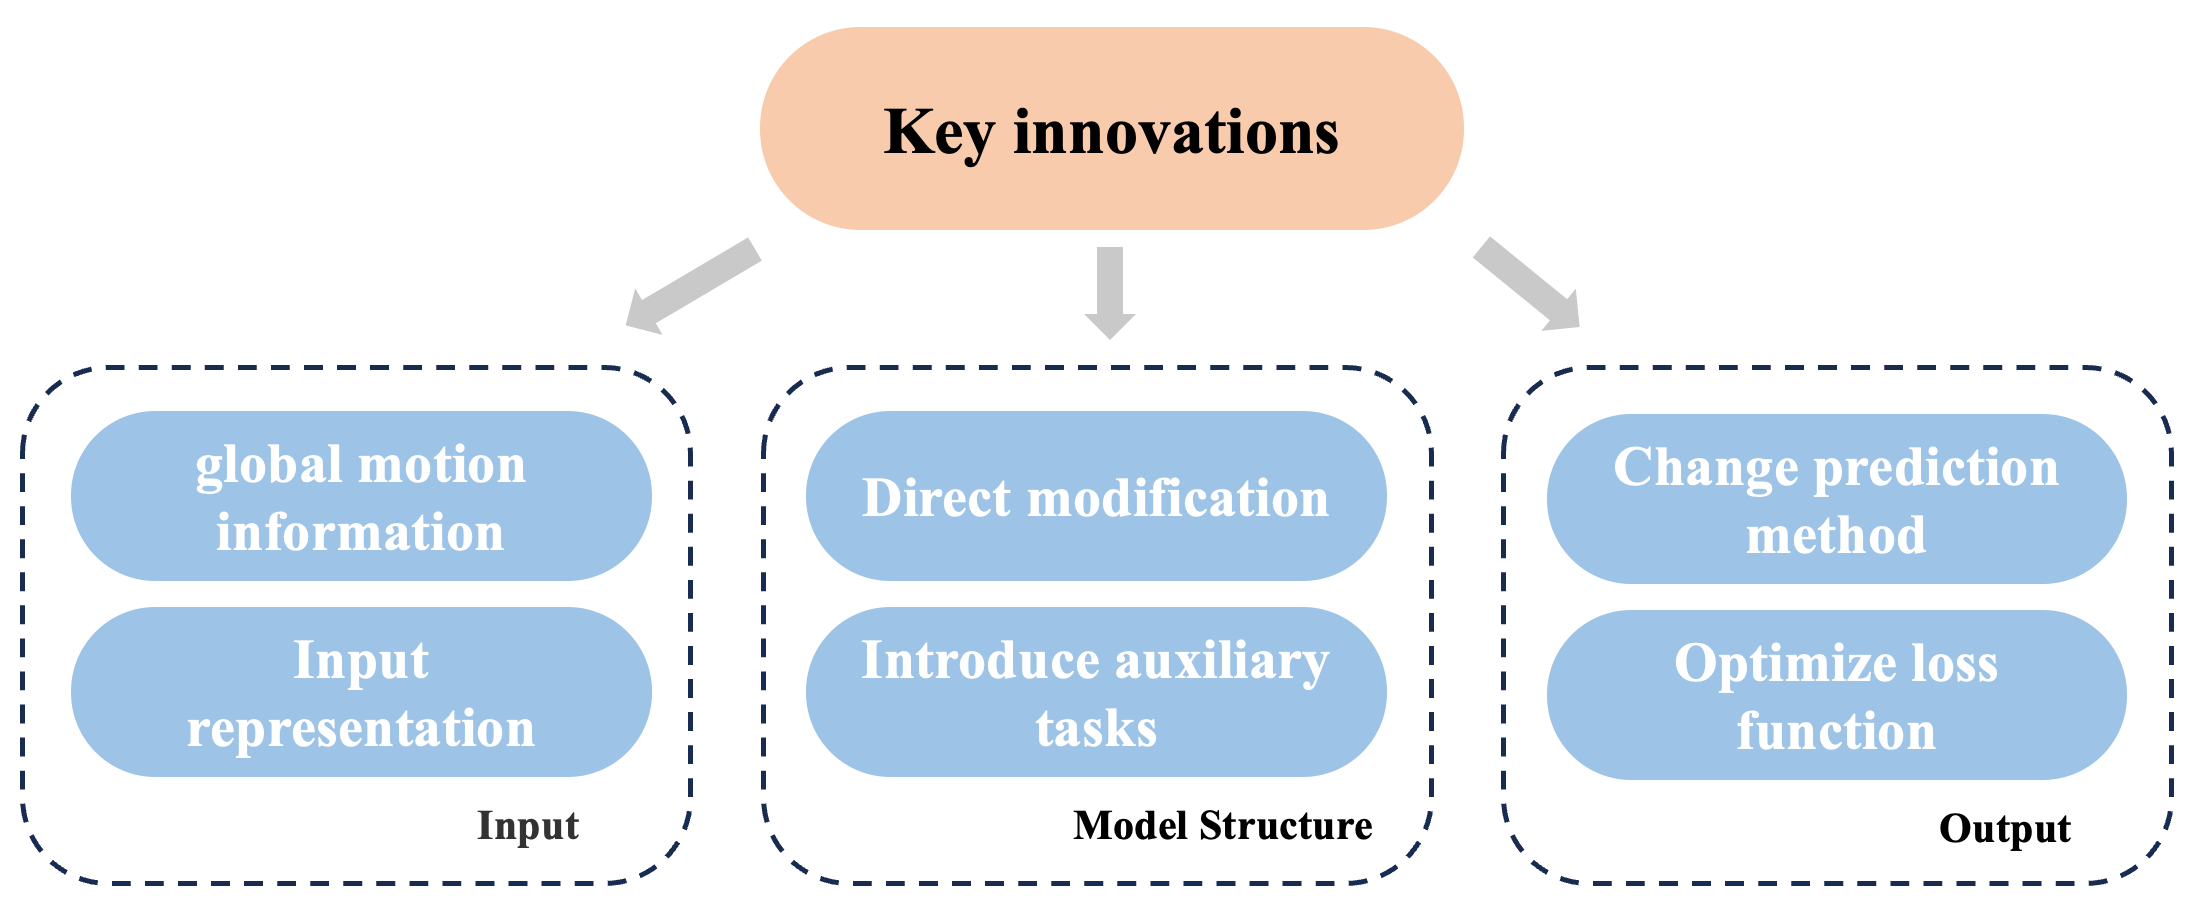 Key innovations
global motion
information
Input
representation
Input
Direct modification
Introduce auxiliary
tasks
Model Structure
Change prediction
method
Optimize loss
function
Output